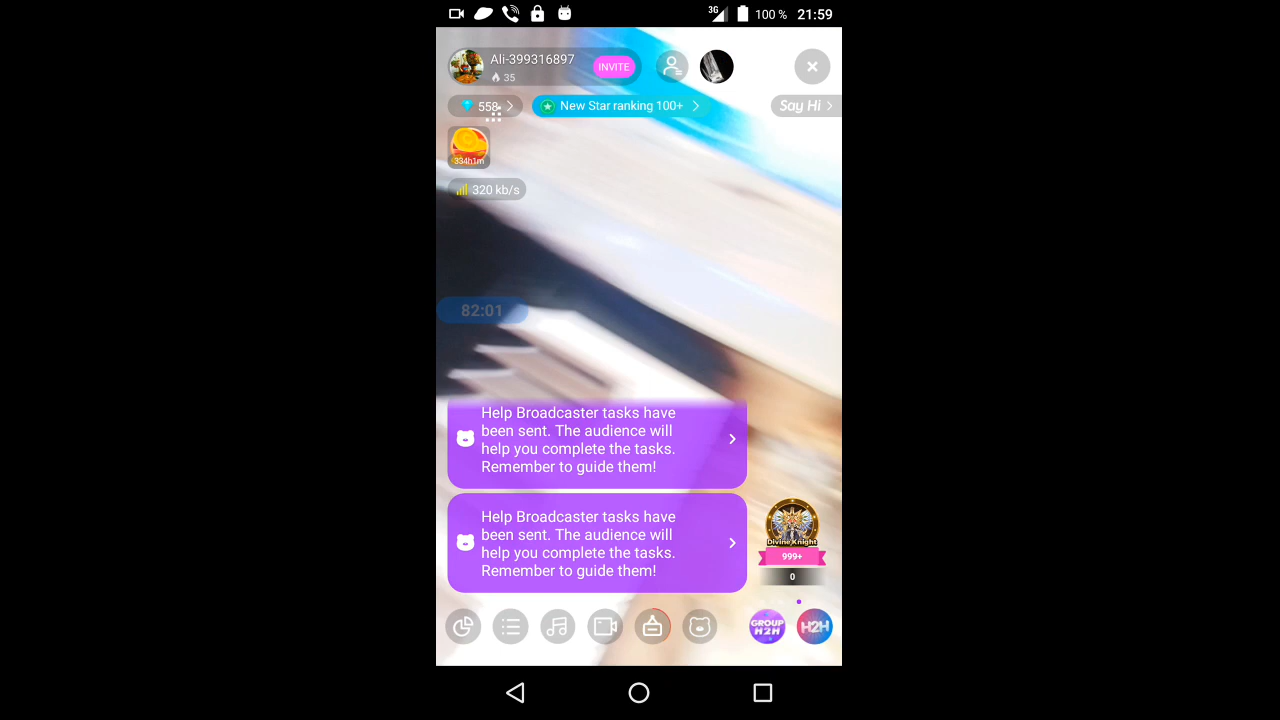 3G 100 % 21:59
Ali-399316897
35
INVITE
558
New Star ranking 100+
Say Hi
334h1m
320 kb/s
82:01
Help Broadcaster tasks have
been sent. The audience will
help you complete the tasks.
Remember to guide them!
Help Broadcaster tasks have
been sent. The audience will
help you complete the tasks.
Remember to guide them!
Divine Knight
999+
0
GROUP
H2H
H2H